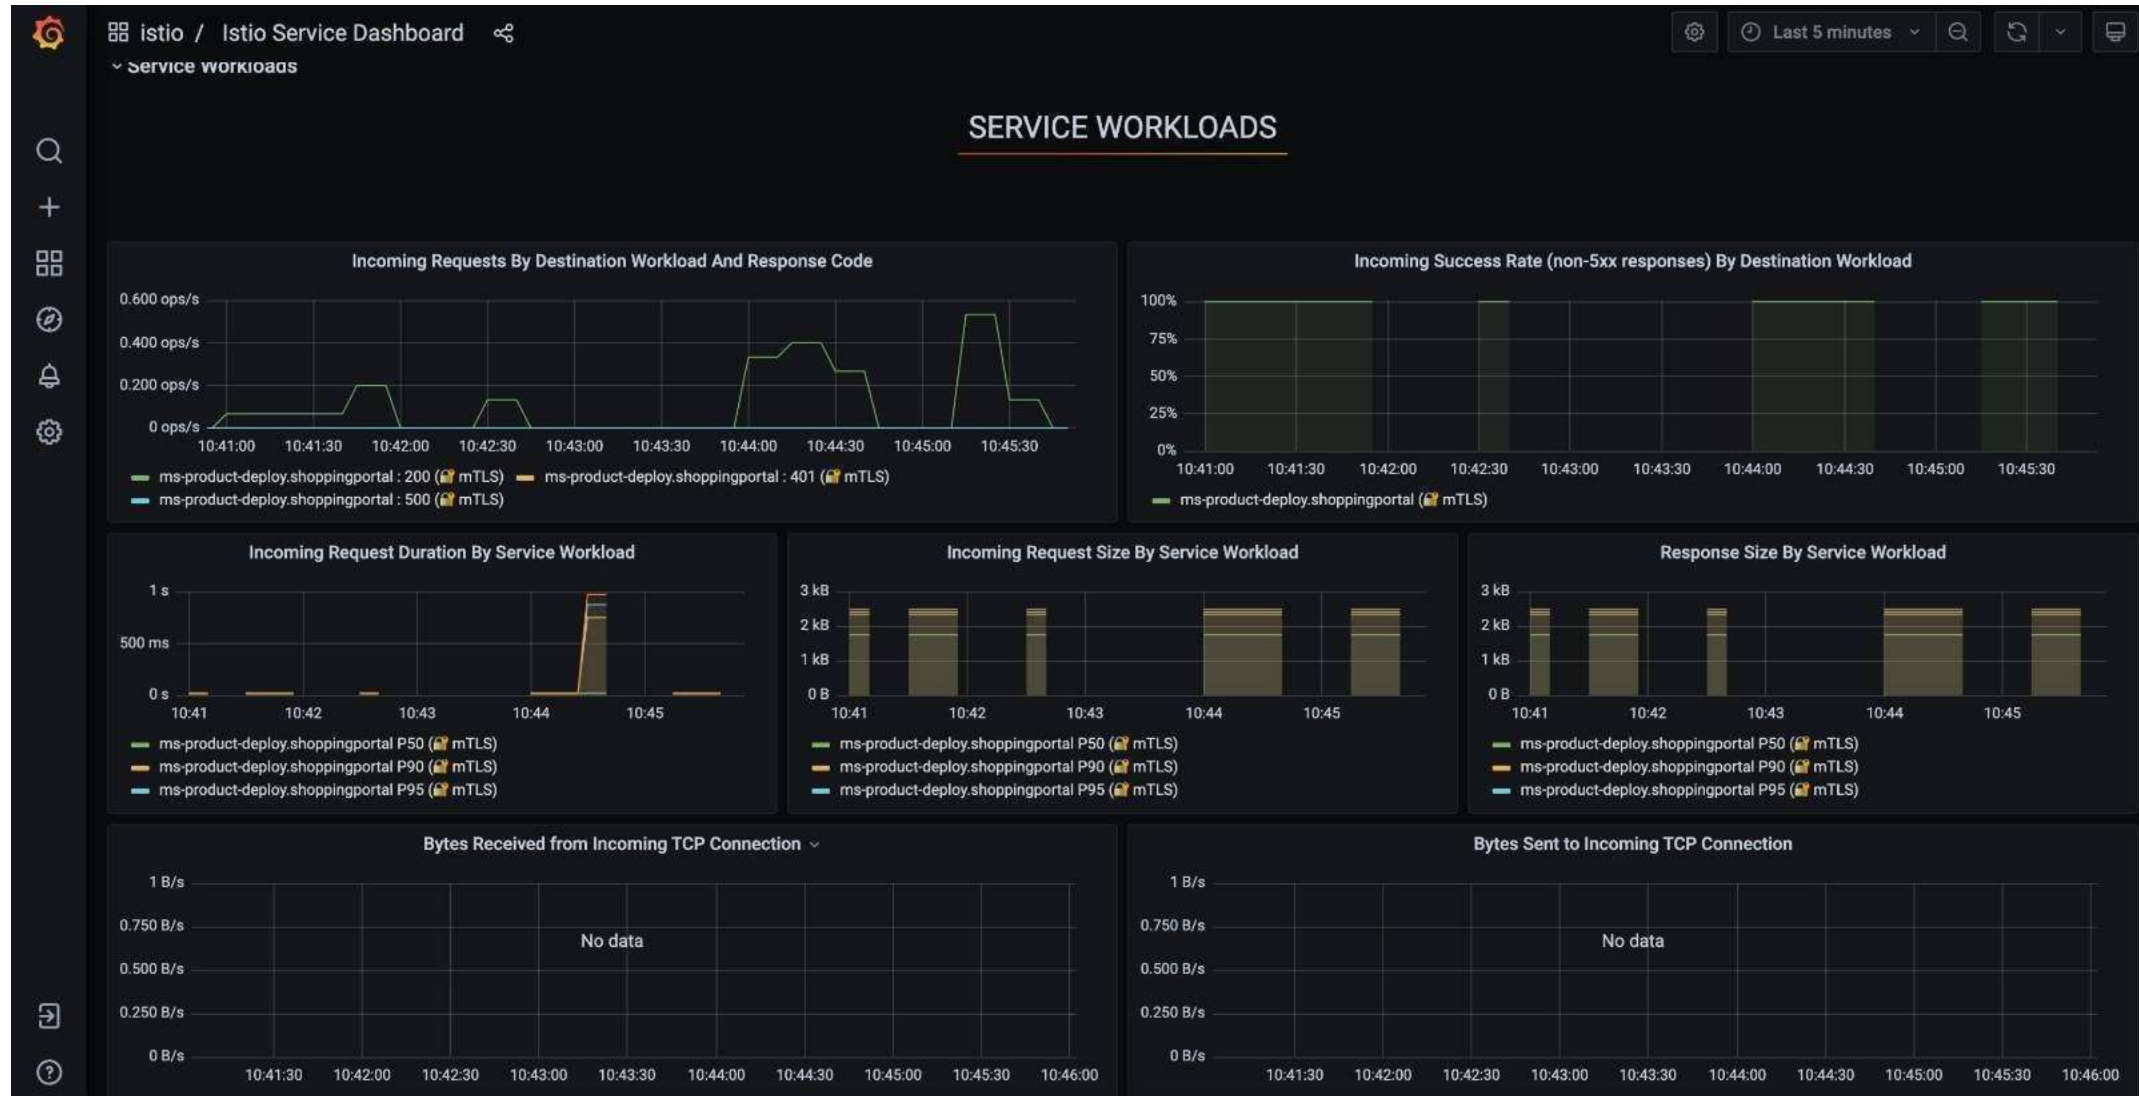 istio / Istio Service Dashboard
Last 5 minutes
Service Workloads
SERVICE WORKLOADS
Incoming Requests By Destination Workload And Response Code
0.600 ops/s
0.400 ops/s
0.200 ops/s
0 ops/s
10:41:00 10:41:30 10:42:00 10:42:30 10:43:00 10:43:30 10:44:00 10:44:30 10:45:00 10:45:30
ms-product-deploy.shoppingportal : 200 (🔐 mTLS) ms-product-deploy.shoppingportal : 401 (🔐 mTLS)
ms-product-deploy.shoppingportal : 500 (🔐 mTLS)
Incoming Success Rate (non-5xx responses) By Destination Workload
100%
75%
50%
25%
0%
10:41:00 10:41:30 10:42:00 10:42:30 10:43:00 10:43:30 10:44:00 10:44:30 10:45:00 10:45:30
ms-product-deploy.shoppingportal (🔐 mTLS)
Incoming Request Duration By Service Workload
1 s
500 ms
0 s
10:41 10:42 10:43 10:44 10:45
ms-product-deploy.shoppingportal P50 (🔐 mTLS)
ms-product-deploy.shoppingportal P90 (🔐 mTLS)
ms-product-deploy.shoppingportal P95 (🔐 mTLS)
Incoming Request Size By Service Workload
3 kB
2 kB
1 kB
0 B
10:41 10:42 10:43 10:44 10:45
ms-product-deploy.shoppingportal P50 (🔐 mTLS)
ms-product-deploy.shoppingportal P90 (🔐 mTLS)
ms-product-deploy.shoppingportal P95 (🔐 mTLS)
Response Size By Service Workload
3 kB
2 kB
1 kB
0 B
10:41 10:42 10:43 10:44 10:45
ms-product-deploy.shoppingportal P50 (🔐 mTLS)
ms-product-deploy.shoppingportal P90 (🔐 mTLS)
ms-product-deploy.shoppingportal P95 (🔐 mTLS)
Bytes Received from Incoming TCP Connection
1 B/s
0.750 B/s
No data
0.500 B/s
0.250 B/s
0 B/s
10:41:30 10:42:00 10:42:30 10:43:00 10:43:30 10:44:00 10:44:30 10:45:00 10:45:30 10:46:00
Bytes Sent to Incoming TCP Connection
1 B/s
0.750 B/s
No data
0.500 B/s
0.250 B/s
0 B/s
10:41:30 10:42:00 10:42:30 10:43:00 10:43:30 10:44:00 10:44:30 10:45:00 10:45:30 10:46:00